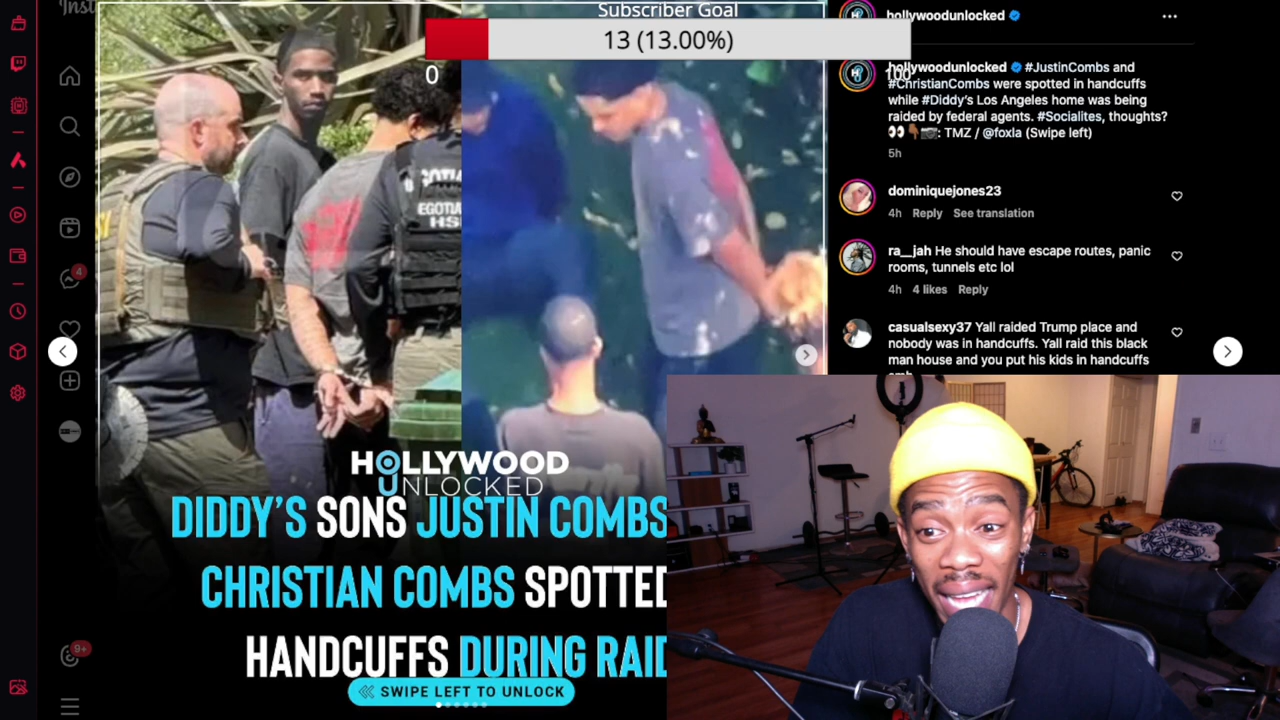 Inst
Subscriber Goal
13 (13.00%)
0
100
hollywoodunlocked
hollywoodunlocked #JustinCombs and
#ChristianCombs were spotted in handcuffs
while #Diddy's Los Angeles home was being
raided by federal agents. #Socialites, thoughts?
👀👇🏾📷: TMZ / @foxla (Swipe left)
5h
dominiquejones23
4h Reply See translation
ra__jah He should have escape routes, panic
rooms, tunnels etc lol
4h 4 likes Reply
casualsexy37 Yall raided Trump place and
nobody was in handcuffs. Yall raid this black
man house and you put his kids in handcuffs
4
EGOTIA
HSI
HOLLYWOOD
UNLOCKED
DIDDY'S SONS JUSTIN COMBS
CHRISTIAN COMBS SPOTTED
HANDCUFFS DURING RAID
SWIPE LEFT TO UNLOCK
9+